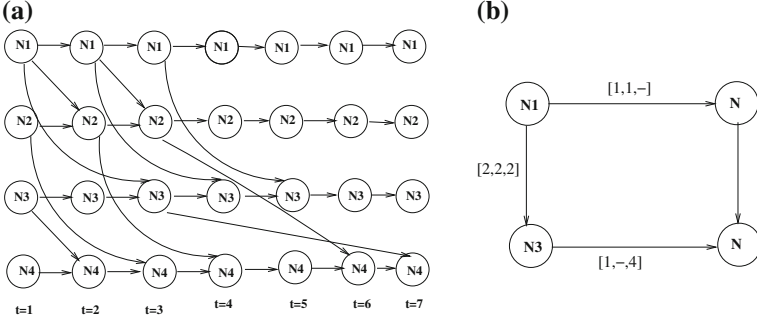 (a)
N1 N1 N1 N1 N1 N1 N1
N2 N2 N2 N2 N2 N2 N2
N3 N3 N3 N3 N3 N3 N3
N4 N4 N4 N4 N4 N4 N4
t=1 t=2 t=3 t=4 t=5 t=6 t=7
(b)
N1 [1,1,−] N
[2,2,2]
N3 [1,−,4] N